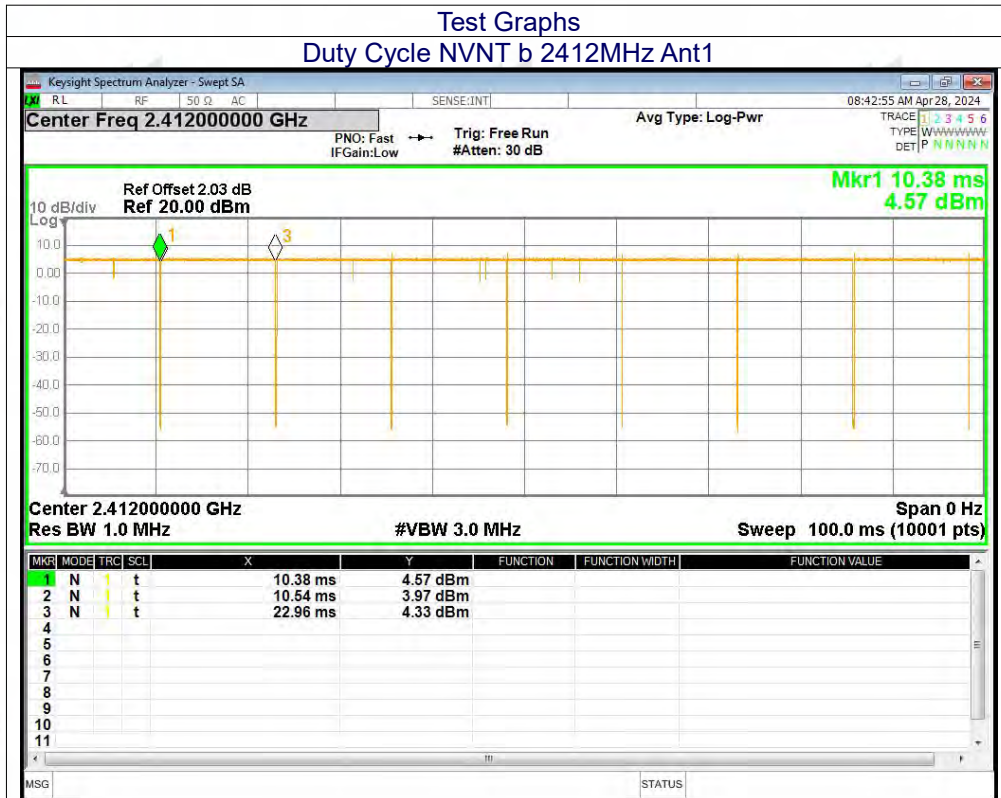 Test Graphs
Duty Cycle NVNT b 2412MHz Ant1
Keysight Spectrum Analyzer - Swept SA
LXI RL RF 50 Ω AC SENSE:INT 08:42:55 AM Apr 28, 2024
Center Freq 2.412000000 GHz Avg Type: Log-Pwr TRACE 1 2 3 4 5 6
PNO: Fast Trig: Free Run TYPE WWWWWW
IFGain:Low #Atten: 30 dB DET P N N N N N
Mkr1 10.38 ms
4.57 dBm
Ref Offset 2.03 dB
10 dB/div Ref 20.00 dBm
Log
1 3
10.0
0.00
-10.0
-20.0
-30.0
-40.0
-50.0
-60.0
-70.0
Center 2.412000000 GHz Span 0 Hz
Res BW 1.0 MHz #VBW 3.0 MHz Sweep 100.0 ms (10001 pts)
MKR MODE TRC SCL X Y FUNCTION FUNCTION WIDTH FUNCTION VALUE
1 N 1 t 10.38 ms 4.57 dBm
2 N 1 t 10.54 ms 3.97 dBm
3 N 1 t 22.96 ms 4.33 dBm
4
5
6
7
8
9
10
11
MSG STATUS